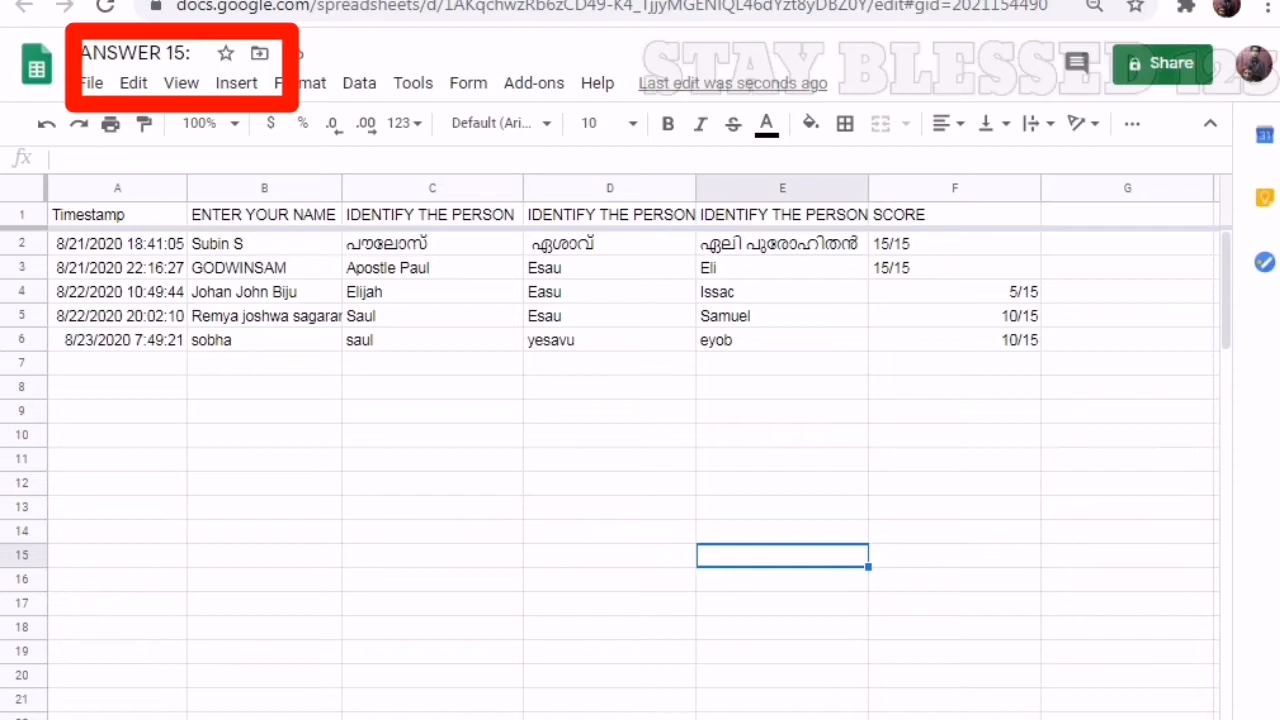 docs.google.com/spreadsheets/d/1AKqchwzRb6zCD49-K4_TjjyMGENIQL46dYzt8yDBZ0Y/edit#gid=2021154490
ANSWER 15:
File Edit View Insert Format Data Tools Form Add-ons Help Last edit was seconds ago
STAY BLESSED 123
Share
100% $ % .0 .00 123 Default (Ari... 10 B I S A ...
fx
A B C D E F G
1 Timestamp ENTER YOUR NAME IDENTIFY THE PERSON IDENTIFY THE PERSON IDENTIFY THE PERSON SCORE
2 8/21/2020 18:41:05 Subin S പൗലോസ് ഏശാവ് ഏലി പുരോഹിതൻ 15/15
3 8/21/2020 22:16:27 GODWINSAM Apostle Paul Esau Eli 15/15
4 8/22/2020 10:49:44 Johan John Biju Elijah Easu Issac 5/15
5 8/22/2020 20:02:10 Remya joshwa sagarar Saul Esau Samuel 10/15
6 8/23/2020 7:49:21 sobha saul yesavu eyob 10/15
7
8
9
10
11
12
13
14
15
16
17
18
19
20
21
31